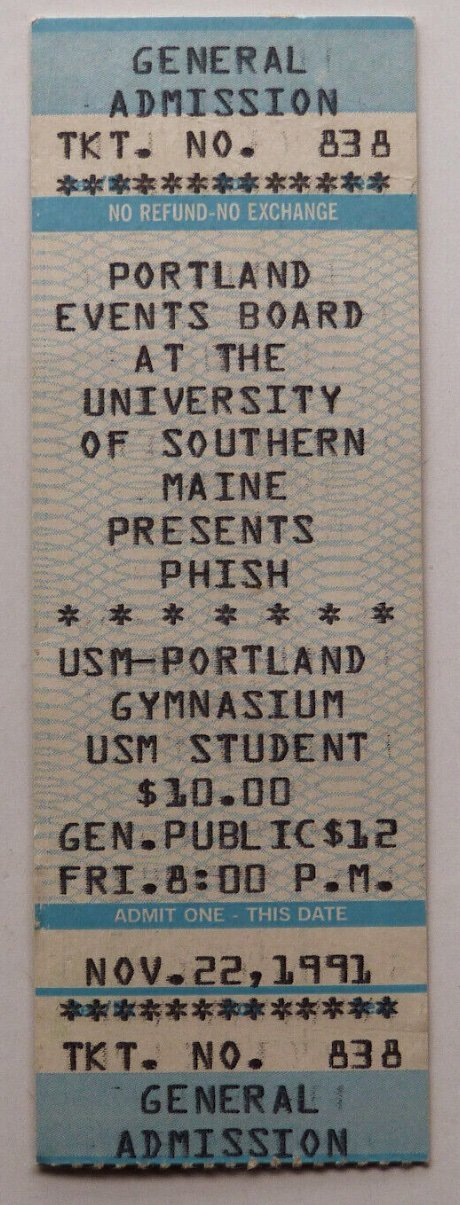 GENERAL
ADMISSION
TKT. NO. 838
*************
NO REFUND-NO EXCHANGE
PORTLAND
EVENTS BOARD
AT THE
UNIVERSITY
OF SOUTHERN
MAINE
PRESENTS
PHISH
* * * * * * *
USM-PORTLAND
GYMNASIUM
USM STUDENT
$10.00
GEN.PUBLIC$12
FRI.8:00 P.M.
ADMIT ONE - THIS DATE
NOV.22,1991
*************
TKT. NO. 838
GENERAL
ADMISSION